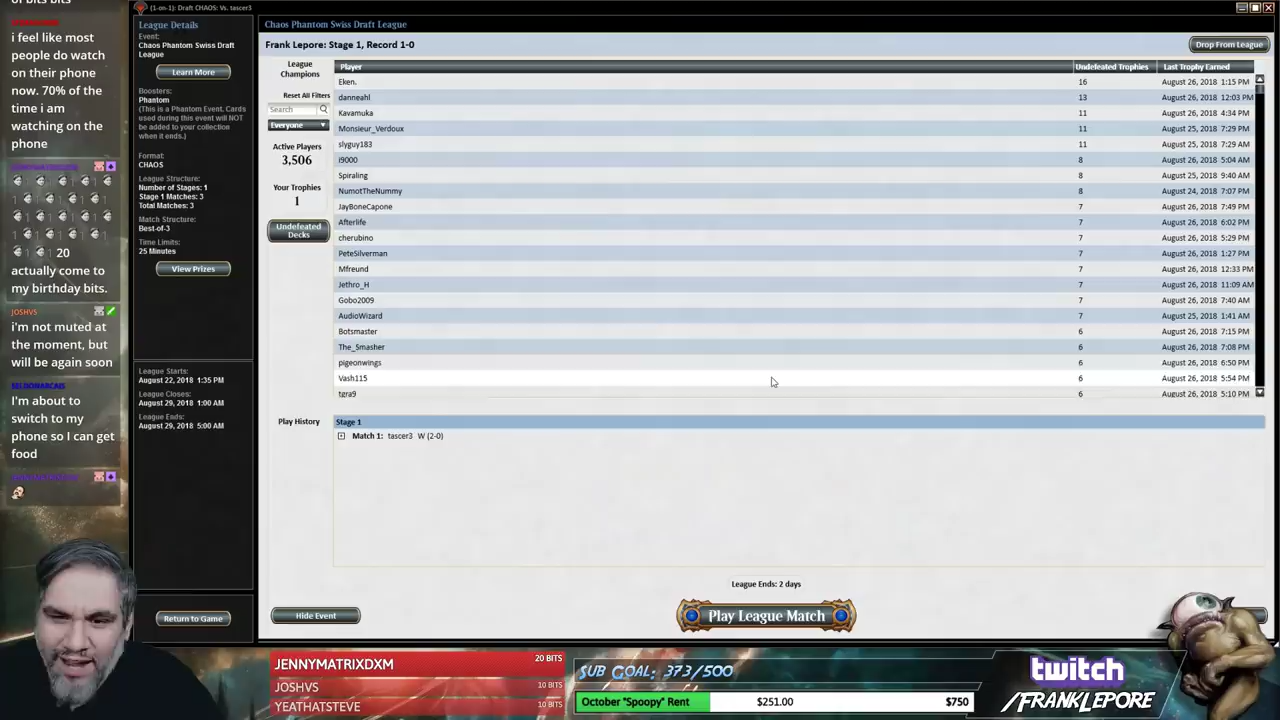 of bits bits
i feel like most
people do watch
on their phone
now. 70% of the
time i am
watching on the
phone
20
actually come to
my birthday bits.
JOSHVS
i'm not muted at
the moment, but
will be again soon
I'm about to
switch to my
phone so I can get
food
(1-on-1): Draft CHAOS: Vs. tascer3
League Details
Event:
Chaos Phantom Swiss Draft
League
Learn More
Boosters:
Phantom
(This is a Phantom Event. Cards
used during this event will NOT
be added to your collection
when it ends.)
Format:
CHAOS
League Structure:
Number of Stages: 1
Stage 1 Matches: 3
Total Matches: 3
Match Structure:
Best-of-3
Time Limits:
25 Minutes
View Prizes
League Starts:
August 22, 2018 1:35 PM
League Closes:
August 29, 2018 1:00 AM
League Ends:
August 29, 2018 5:00 AM
Return to Game
Chaos Phantom Swiss Draft League
Frank Lepore: Stage 1, Record 1-0
Drop From League
League
Champions
Reset All Filters
Search
Everyone
Active Players
3,506
Your Trophies
1
Undefeated
Decks
Player Undefeated Trophies Last Trophy Earned
Eken. 16 August 26, 2018 1:15 PM
danneahl 13 August 26, 2018 12:03 PM
Kavamuka 11 August 26, 2018 4:34 PM
Monsieur_Verdoux 11 August 25, 2018 7:29 PM
slyguy183 11 August 25, 2018 7:29 AM
i9000 8 August 26, 2018 5:04 AM
Spiraling 8 August 25, 2018 9:40 AM
NumotTheNummy 8 August 24, 2018 7:07 PM
JayBoneCapone 7 August 26, 2018 7:49 PM
Afterlife 7 August 26, 2018 6:02 PM
cherubino 7 August 26, 2018 5:29 PM
PeteSilverman 7 August 26, 2018 1:27 PM
Mfreund 7 August 26, 2018 12:33 PM
Jethro_H 7 August 26, 2018 11:09 AM
Gobo2009 7 August 26, 2018 7:40 AM
AudioWizard 7 August 25, 2018 1:41 AM
Botsmaster 6 August 26, 2018 7:15 PM
The_Smasher 6 August 26, 2018 7:08 PM
pigeonwings 6 August 26, 2018 6:50 PM
Vash115 6 August 26, 2018 5:54 PM
tgra9 6 August 26, 2018 5:10 PM
Play History
Stage 1
Match 1: tascer3 W (2-0)
League Ends: 2 days
Hide Event
Play League Match
JENNYMATRIXDXM 20 BITS
JOSHVS 10 BITS
YEATHATSTEVE 10 BITS
SUB GOAL: 373/500
October "Spoopy" Rent $251.00 $750
twitch
/FRANKLEPORE